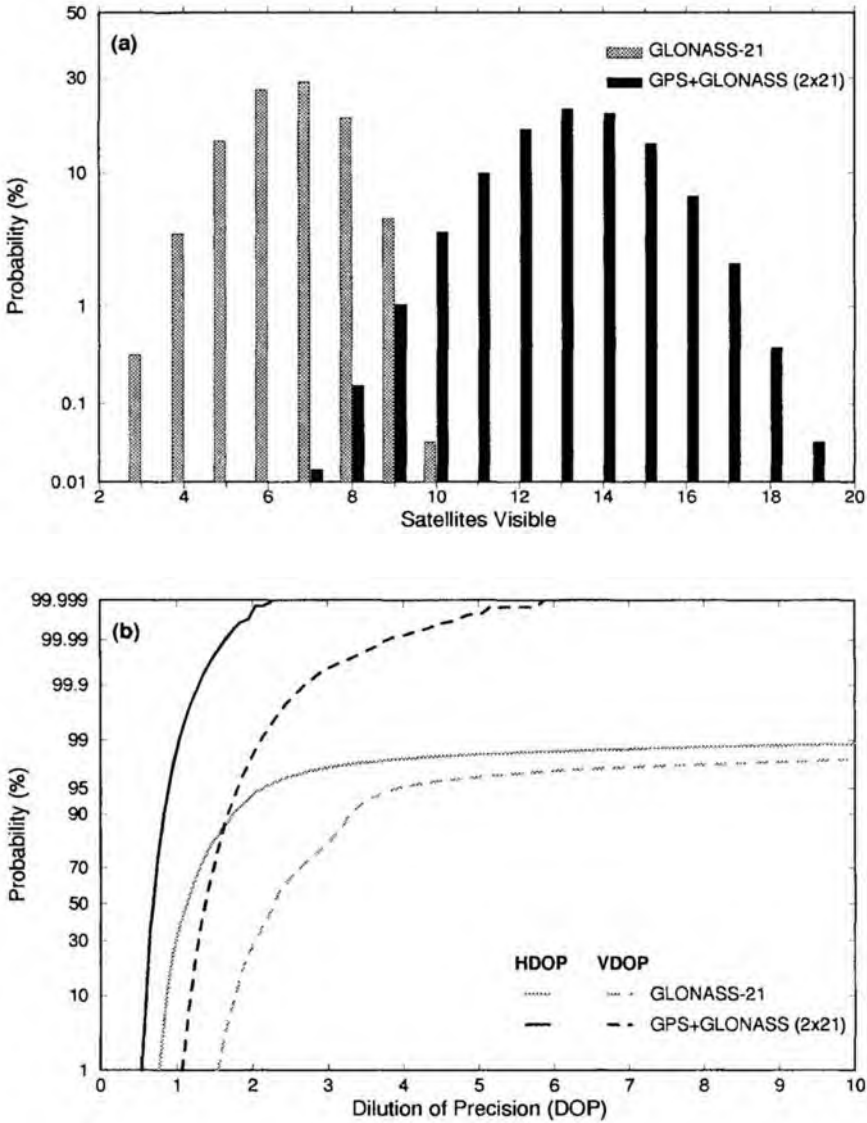 (a)
GLONASS-21
GPS+GLONASS (2x21)
Probability (%)
50
30
10
1
0.1
0.01
2 4 6 8 10 12 14 16 18 20
Satellites Visible
(b)
Probability (%)
99.999
99.99
99.9
99
95
90
70
50
30
10
1
HDOP VDOP
GLONASS-21
GPS+GLONASS (2x21)
0 1 2 3 4 5 6 7 8 9 10
Dilution of Precision (DOP)